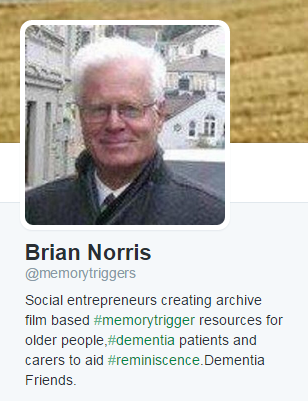 Brian Norris
@memorytriggers
Social entrepreneurs creating archive
film based #memorytrigger resources for
older people,#dementia patients and
carers to aid #reminiscence.Dementia
Friends.